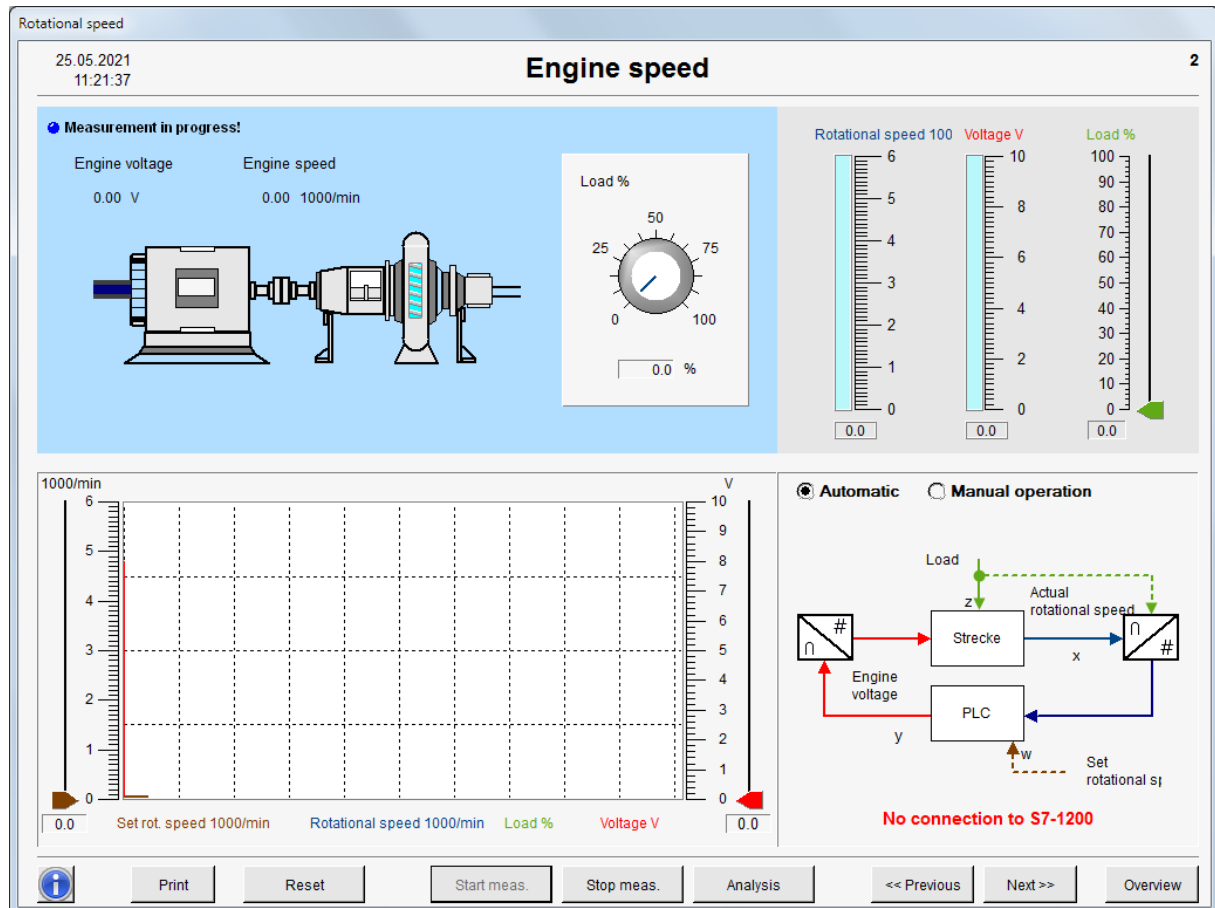 Rotational speed
25.05.2021
11:21:37
Engine speed
2
Measurement in progress!
Engine voltage
Engine speed
0.00 V
0.00 1000/min
Load %
50
25
75
0
100
0.0 %
Rotational speed 100
Voltage V
Load %
6
5
4
3
2
1
0
0.0
10
8
6
4
2
0
0.0
100
90
80
70
60
50
40
30
20
10
0
0.0
1000/min
6
5
4
3
2
1
0
0.0
V
10
9
8
7
6
5
4
3
2
1
0
0.0
Set rot. speed 1000/min
Rotational speed 1000/min
Load %
Voltage V
Automatic
Manual operation
Load
z
Actual
rotational speed
#
∩
Strecke
x
∩
#
Engine
voltage
PLC
y
w
Set
rotational sp
No connection to S7-1200
i
Print
Reset
Start meas.
Stop meas.
Analysis
<< Previous
Next >>
Overview